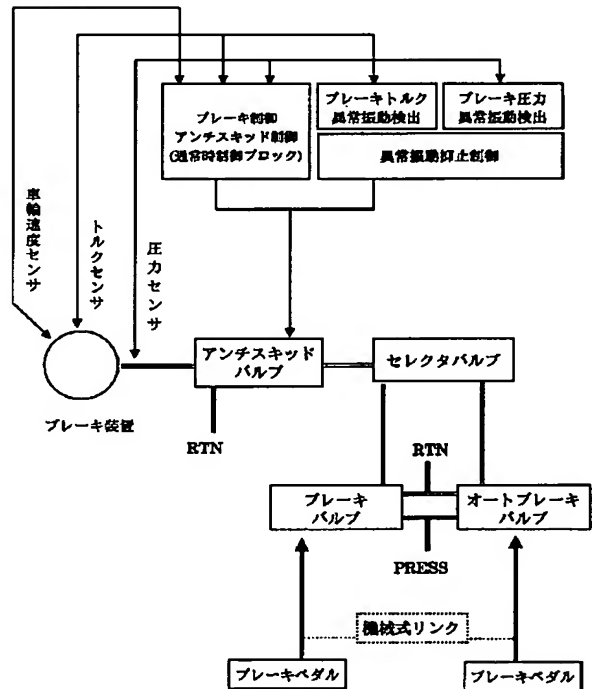 ブレーキ制御
アンチスキッド制御
(通常時制御ブロック)
ブレーキトルク
異常振動検出
ブレーキ圧力
異常振動検出
異常振動抑止制御
車輪速度センサ
トルクセンサ
圧力センサ
アンチスキッド
バルブ
セレクタバルブ
ブレーキ装置
RTN
RTN
ブレーキ
バルブ
オートブレーキ
バルブ
PRESS
機械式リンク
ブレーキペダル
ブレーキペダル